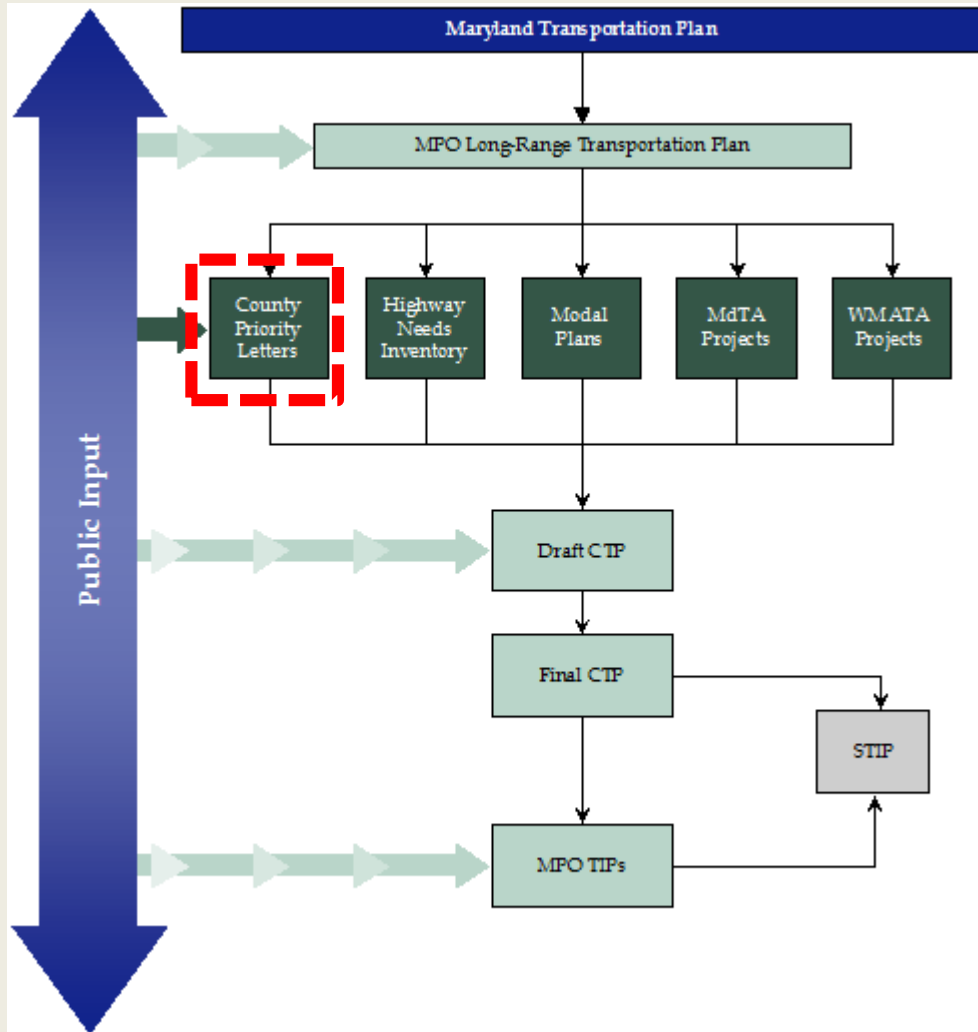 Maryland Transportation Plan
MPO Long-Range Transportation Plan
County
Priority
Letters
Highway
Needs
Inventory
Modal
Plans
MdTA
Projects
WMATA
Projects
Public Input
Draft CTP
Final CTP
STIP
MPO TIPs